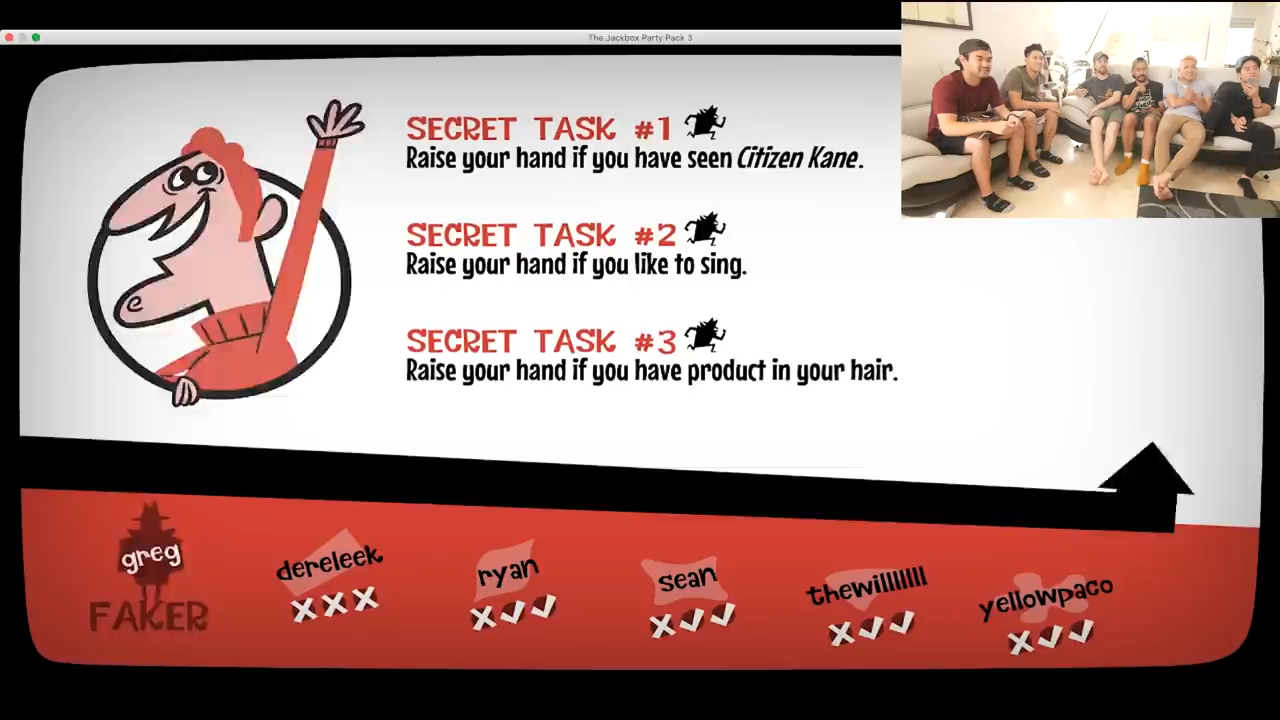 The Jackbox Party Pack 3
SECRET TASK #1
Raise your hand if you have seen Citizen Kane.
SECRET TASK #2
Raise your hand if you like to sing.
SECRET TASK #3
Raise your hand if you have product in your hair.
greg
FAKER
dereleek
ryan
sean
thewillllllll
yellowpaco